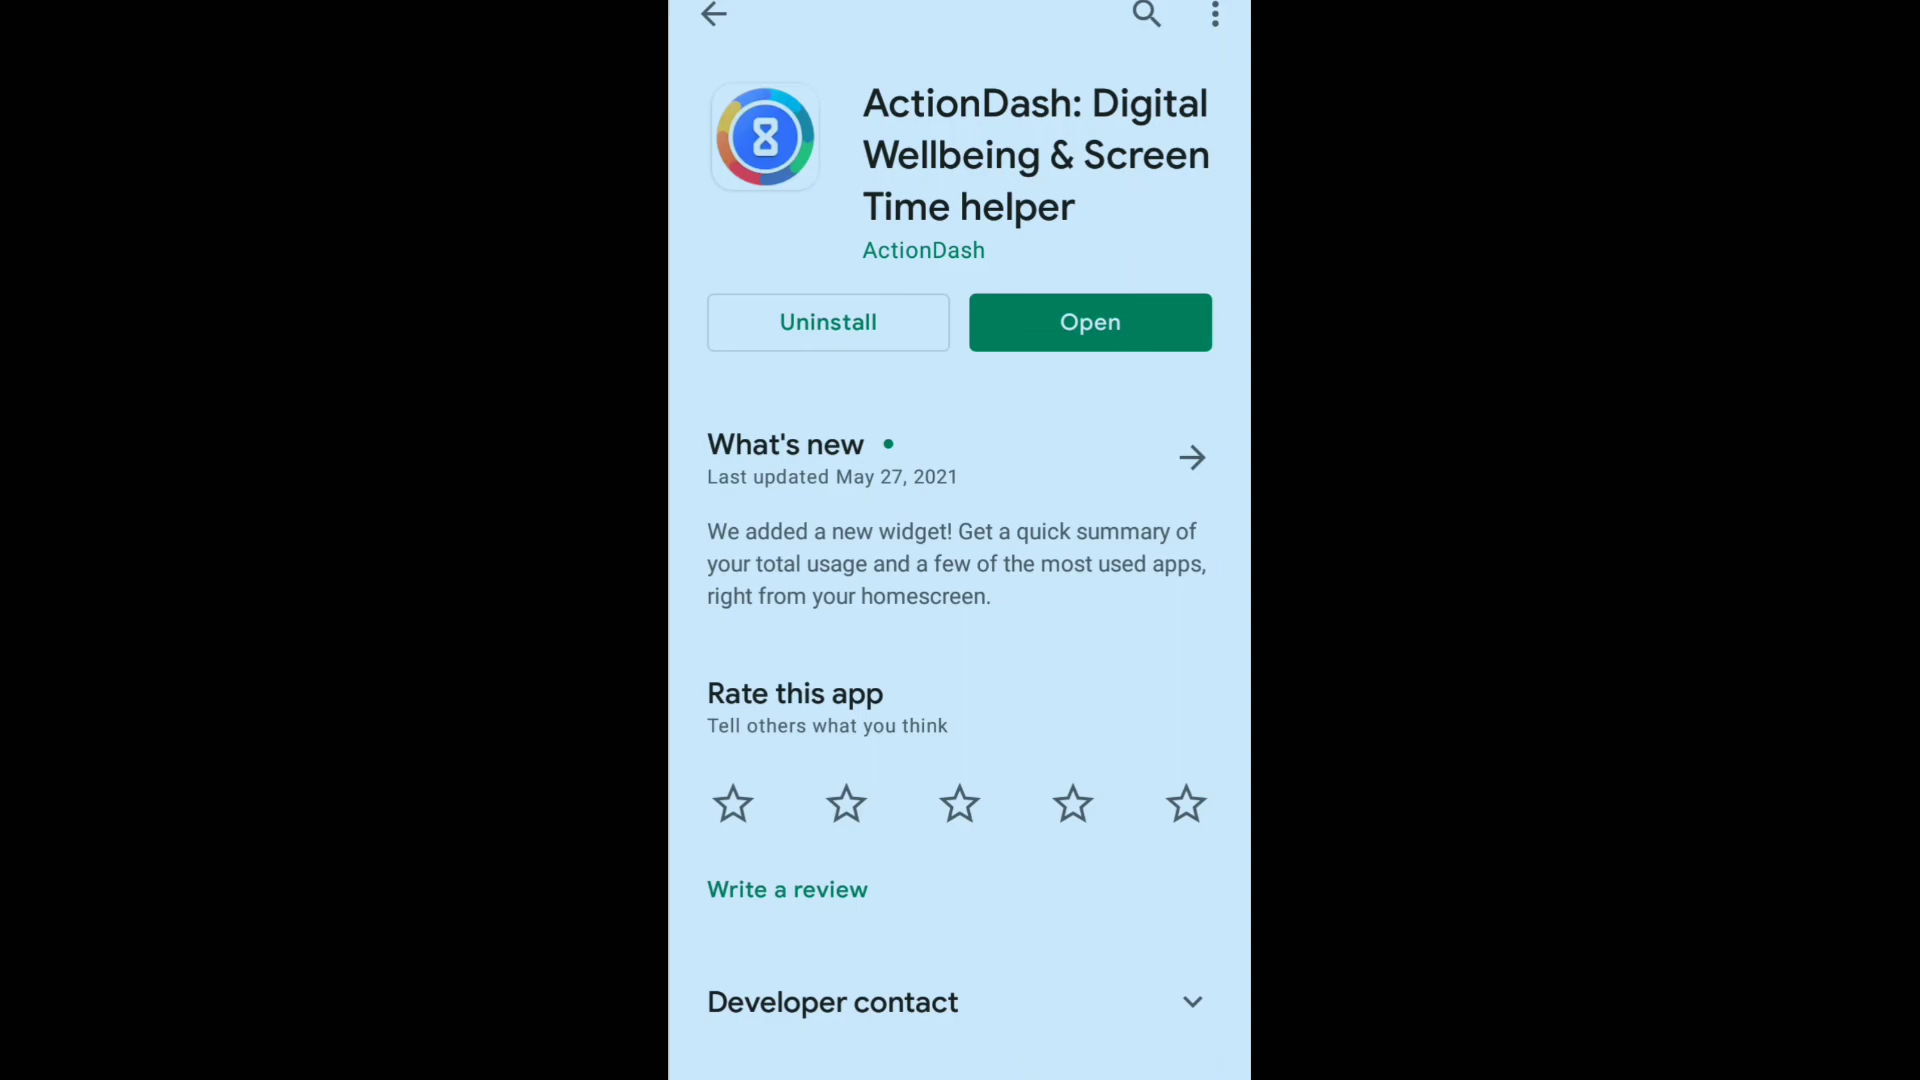 ActionDash: Digital
Wellbeing & Screen
Time helper
ActionDash
Uninstall
Open
What's new
Last updated May 27, 2021
We added a new widget! Get a quick summary of
your total usage and a few of the most used apps,
right from your homescreen.
Rate this app
Tell others what you think
Write a review
Developer contact